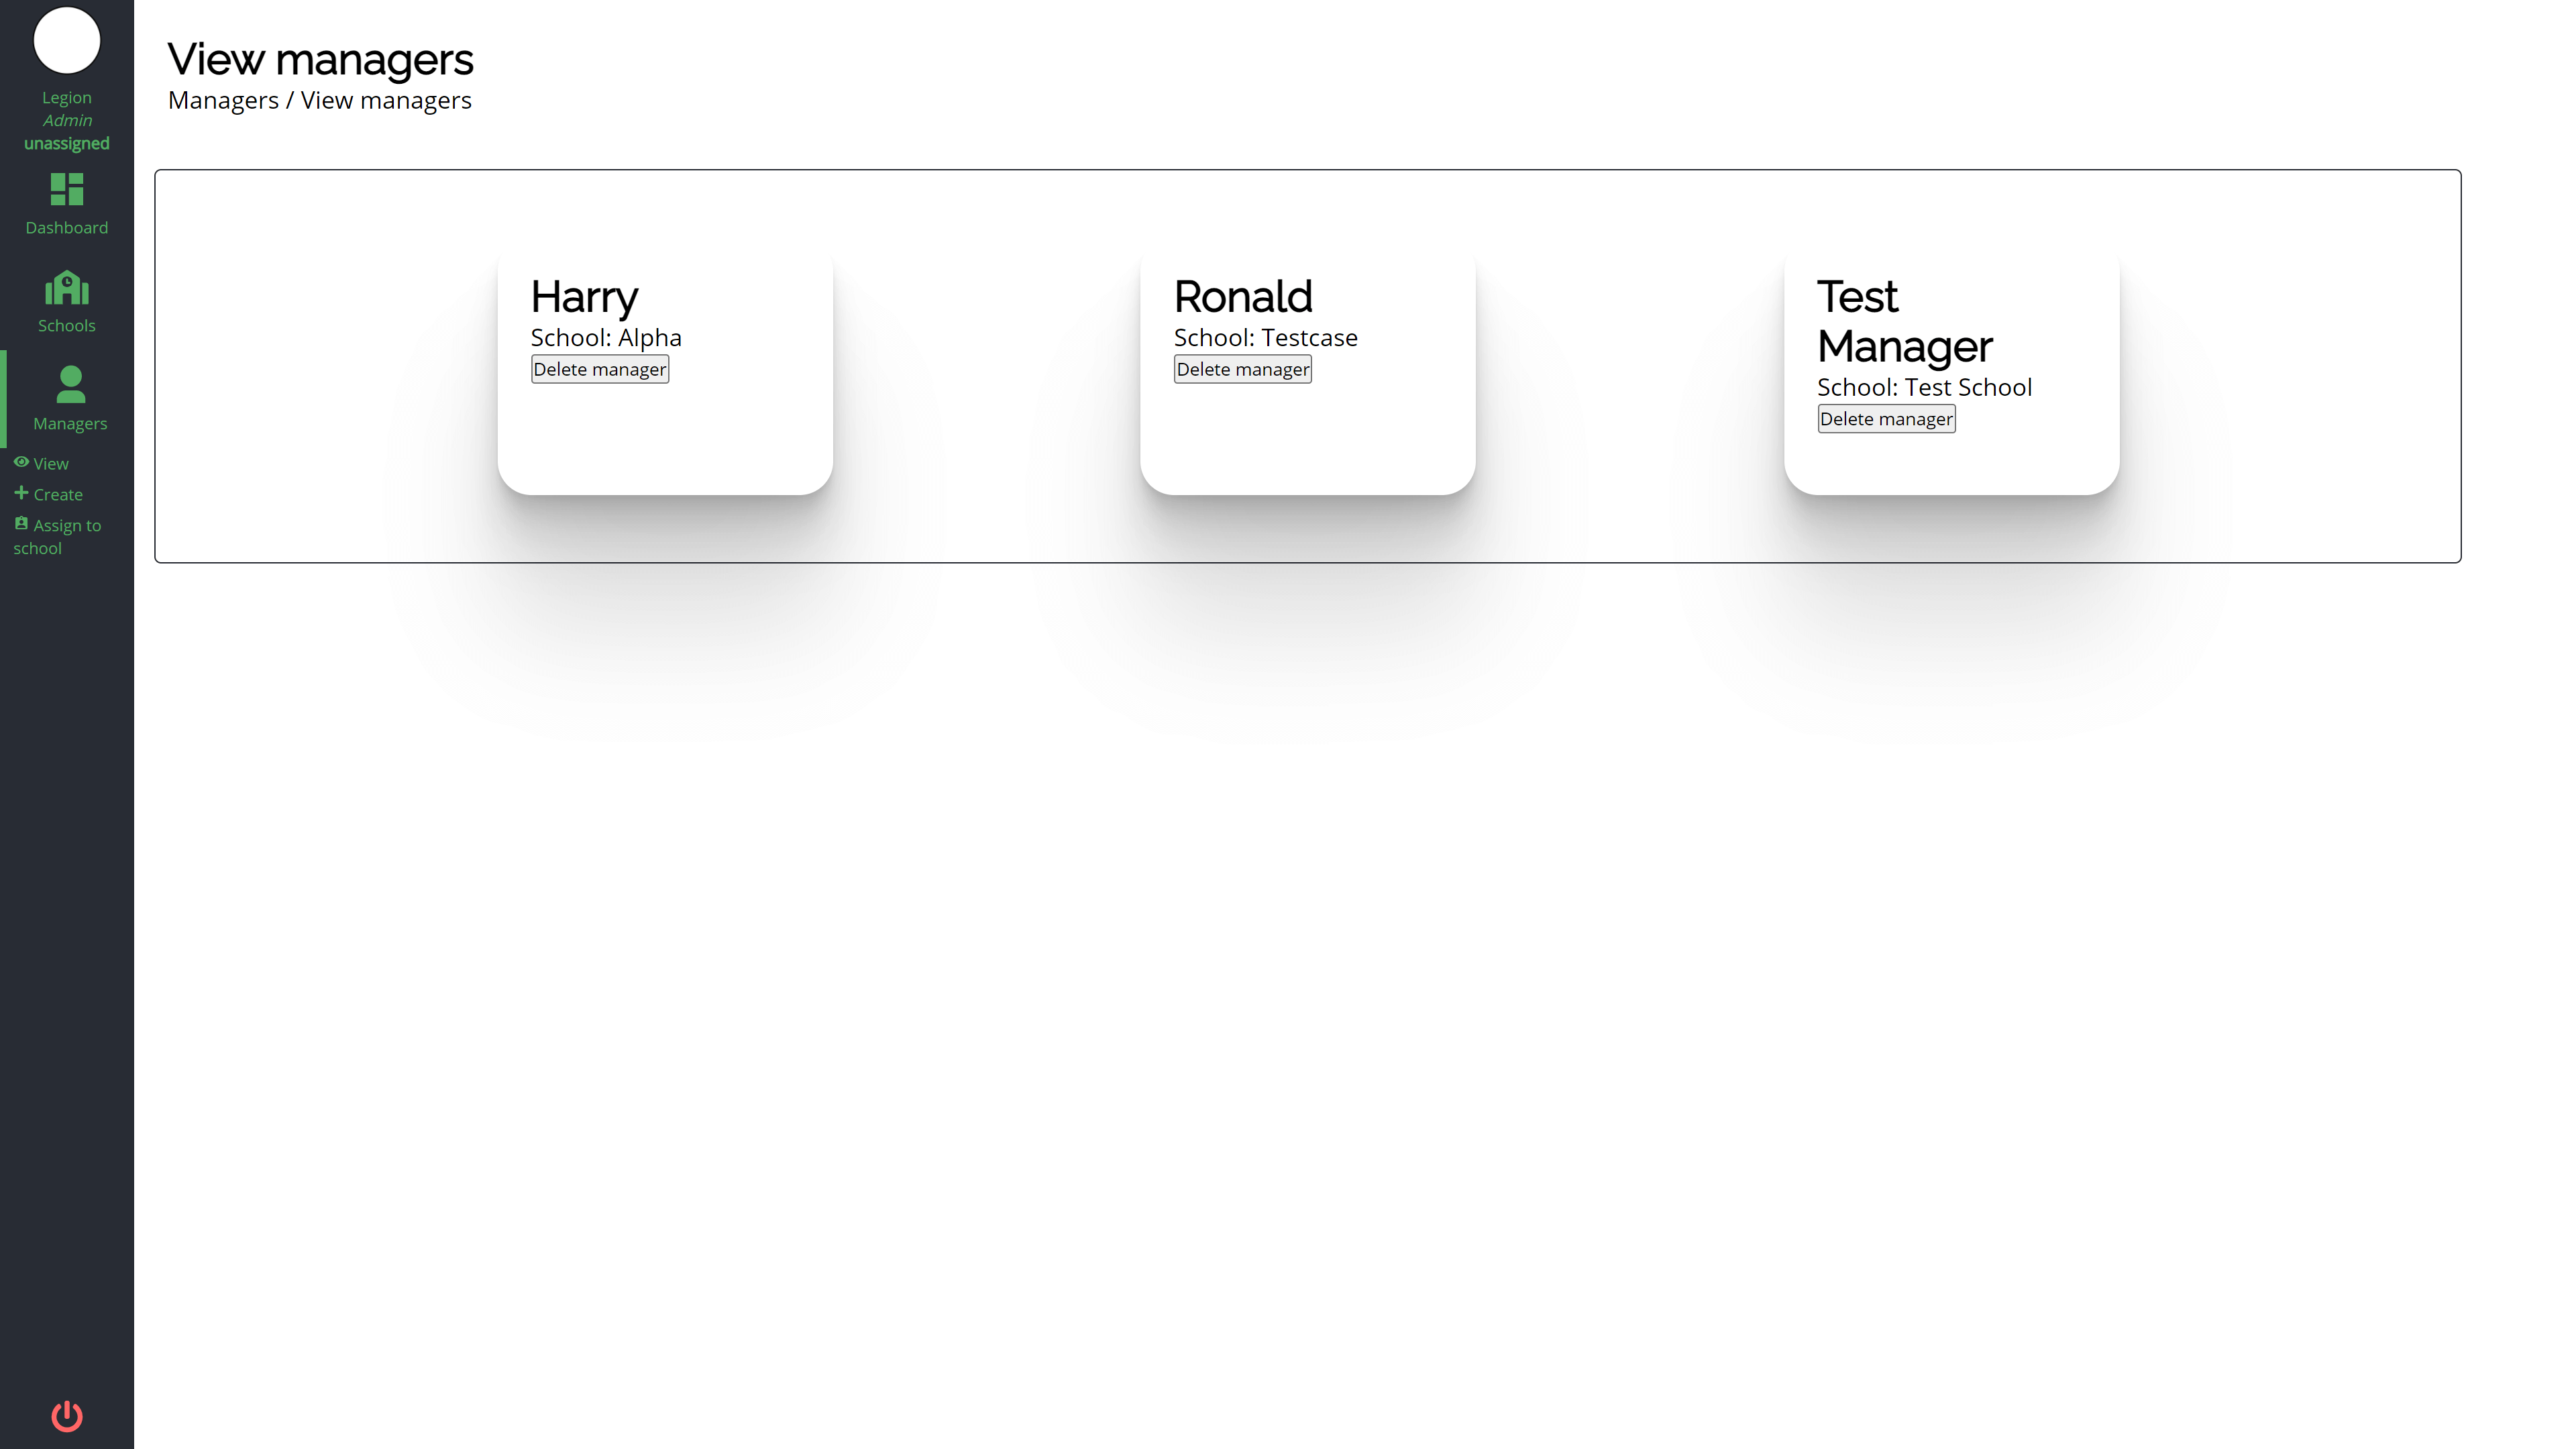 Legion
Admin
unassigned
Dashboard
Schools
Managers
View
Create
Assign to
school
View managers
Managers / View managers
Harry
School: Alpha
Delete manager
Ronald
School: Testcase
Delete manager
Test
Manager
School: Test School
Delete manager